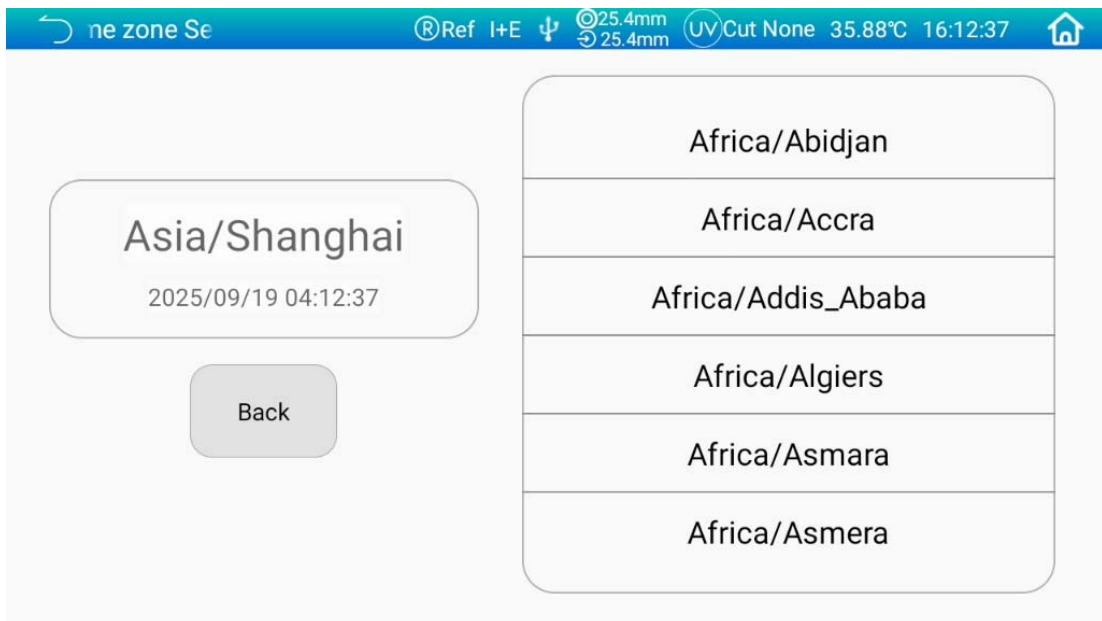 ne zone Se
®Ref I+E 25.4mm UV Cut None 35.88℃ 16:12:37
25.4mm
Asia/Shanghai
2025/09/19 04:12:37
Back
Africa/Abidjan
Africa/Accra
Africa/Addis_Ababa
Africa/Algiers
Africa/Asmara
Africa/Asmera